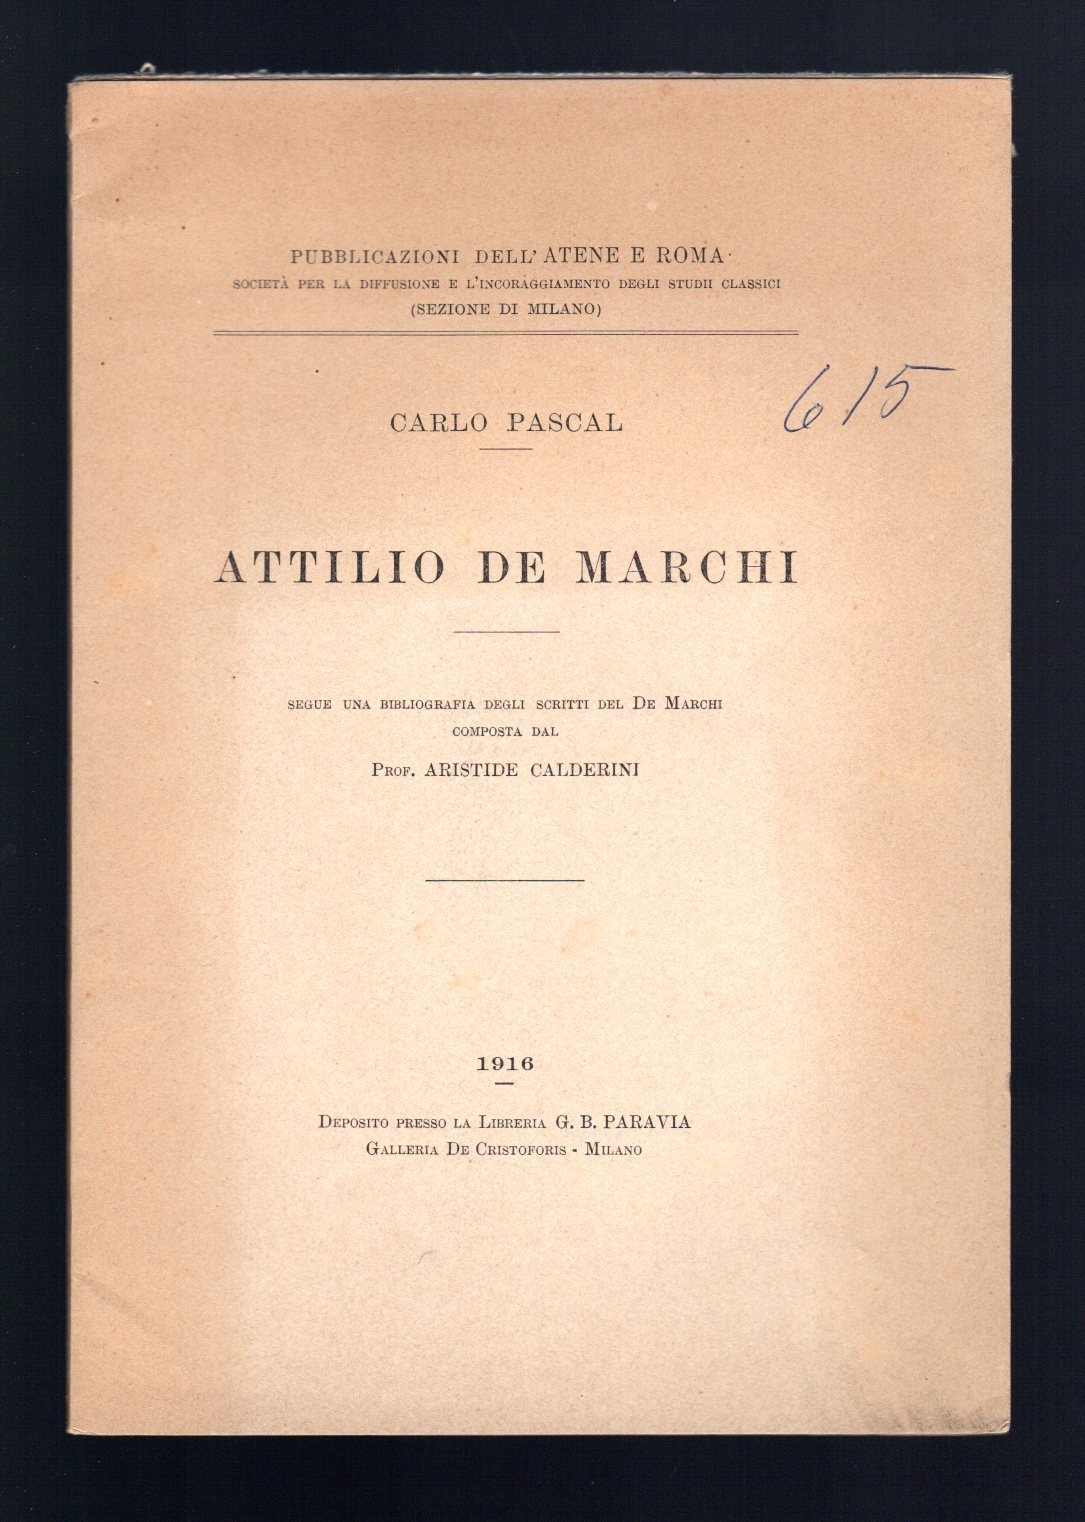 PUBBLICAZIONI DELL' ATENE E ROMA
SOCIETÀ PER LA DIFFUSIONE E L'INCORAGGIAMENTO DEGLI STUDII CLASSICI
(SEZIONE DI MILANO)
CARLO PASCAL
615
ATTILIO DE MARCHI
SEGUE UNA BIBLIOGRAFIA DEGLI SCRITTI DEL DE MARCHI
COMPOSTA DAL
PROF. ARISTIDE CALDERINI
1916
DEPOSITO PRESSO LA LIBRERIA G. B. PARAVIA
GALLERIA DE CRISTOFORIS - MILANO